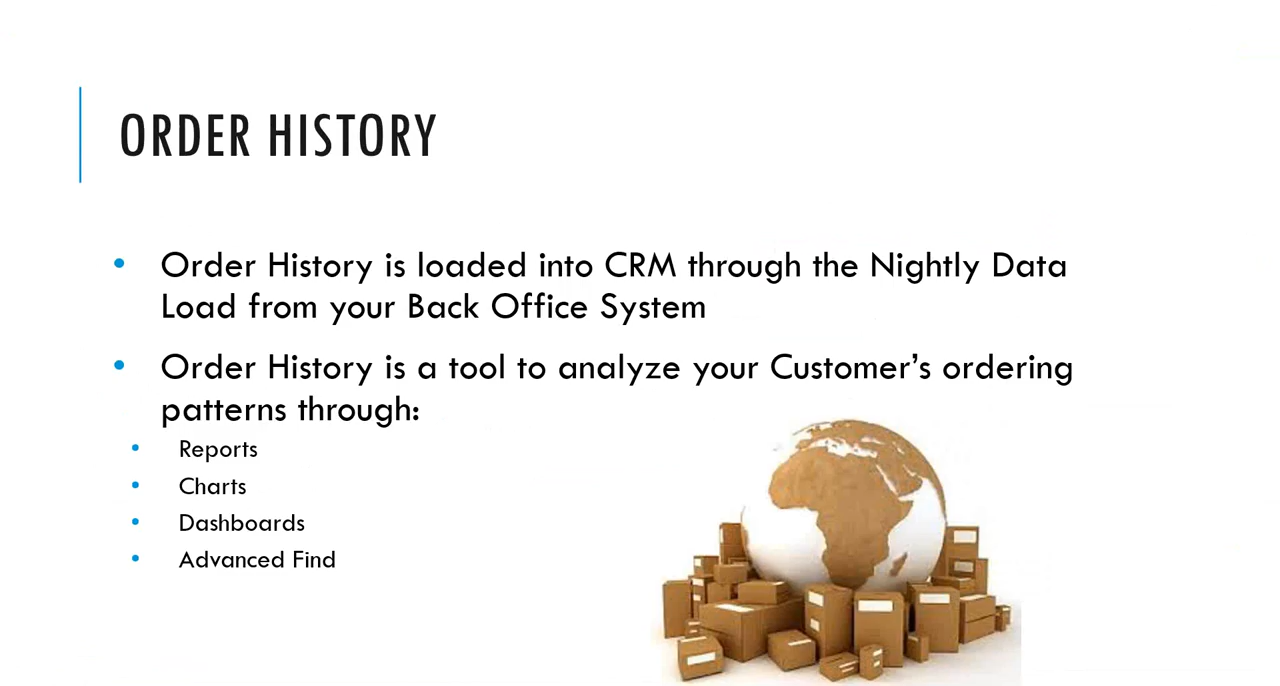 ORDER HISTORY
• Order History is loaded into CRM through the Nightly Data
Load from your Back Office System
• Order History is a tool to analyze your Customer’s ordering
patterns through:
• Reports
• Charts
• Dashboards
• Advanced Find